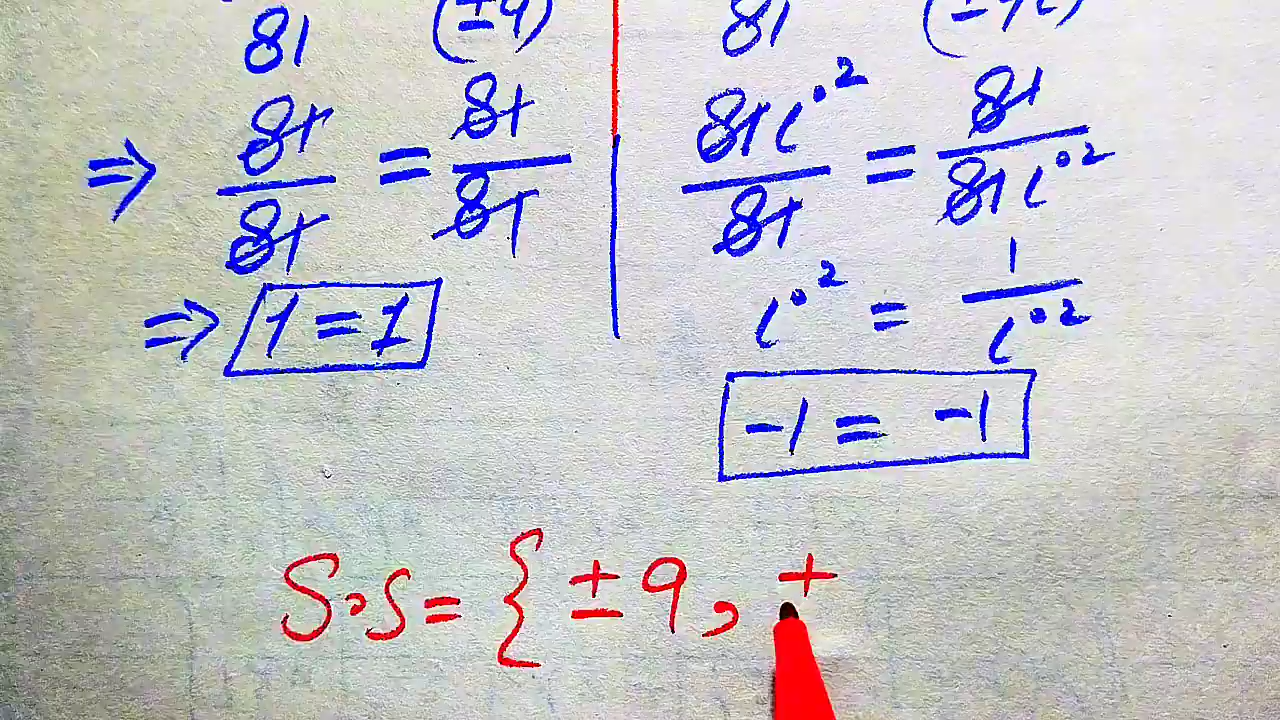 81 (±9) 81 (±9i)
⇒ 81/81 = 81/81 81i²/81 = 81/81i²
⇒ 1 = 1 i² = 1/i²
-1 = -1
S.S = { ±9, +